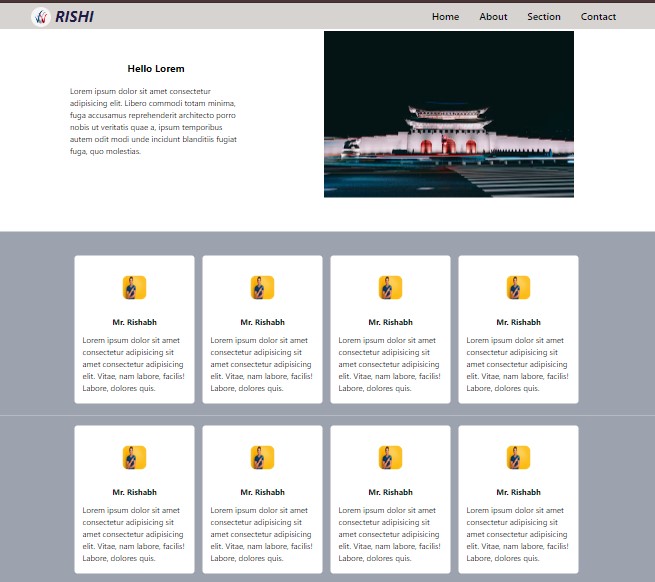 RISHI
Home About Section Contact
Hello Lorem
Lorem ipsum dolor sit amet consectetur
adipisicing elit. Libero commodi totam minima,
fuga accusamus reprehenderit architecto porro
nobis ut veritatis quae a, ipsum temporibus
autem odit modi unde incidunt blanditiis fugiat
fuga, quo molestias.
Mr. Rishabh
Lorem ipsum dolor sit amet
consectetur adipisicing sit
amet consectetur adipisicing
elit. Vitae, nam labore, facilis!
Labore, dolores quis.
Mr. Rishabh
Lorem ipsum dolor sit amet
consectetur adipisicing sit
amet consectetur adipisicing
elit. Vitae, nam labore, facilis!
Labore, dolores quis.
Mr. Rishabh
Lorem ipsum dolor sit amet
consectetur adipisicing sit
amet consectetur adipisicing
elit. Vitae, nam labore, facilis!
Labore, dolores quis.
Mr. Rishabh
Lorem ipsum dolor sit amet
consectetur adipisicing sit
amet consectetur adipisicing
elit. Vitae, nam labore, facilis!
Labore, dolores quis.
Mr. Rishabh
Lorem ipsum dolor sit amet
consectetur adipisicing sit
amet consectetur adipisicing
elit. Vitae, nam labore, facilis!
Labore, dolores quis.
Mr. Rishabh
Lorem ipsum dolor sit amet
consectetur adipisicing sit
amet consectetur adipisicing
elit. Vitae, nam labore, facilis!
Labore, dolores quis.
Mr. Rishabh
Lorem ipsum dolor sit amet
consectetur adipisicing sit
amet consectetur adipisicing
elit. Vitae, nam labore, facilis!
Labore, dolores quis.
Mr. Rishabh
Lorem ipsum dolor sit amet
consectetur adipisicing sit
amet consectetur adipisicing
elit. Vitae, nam labore, facilis!
Labore, dolores quis.